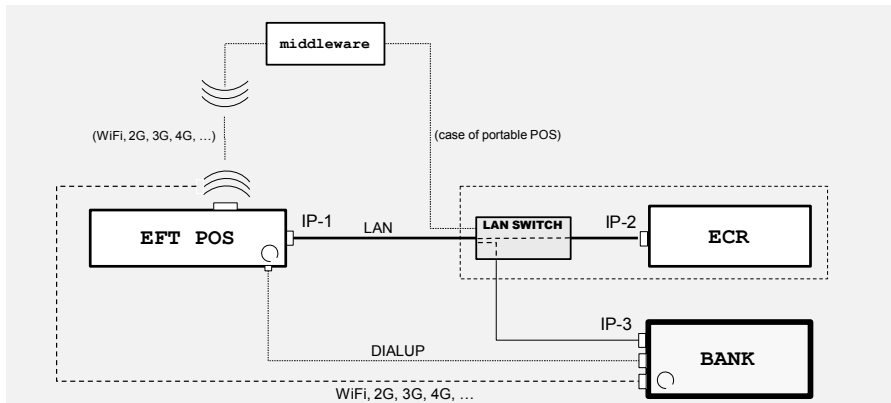 middleware
(WiFi, 2G, 3G, 4G, ...)
(case of portable POS)
IP-1
LAN
LAN SWITCH
IP-2
EFT POS
ECR
IP-3
DIALUP
BANK
WiFi, 2G, 3G, 4G, ...